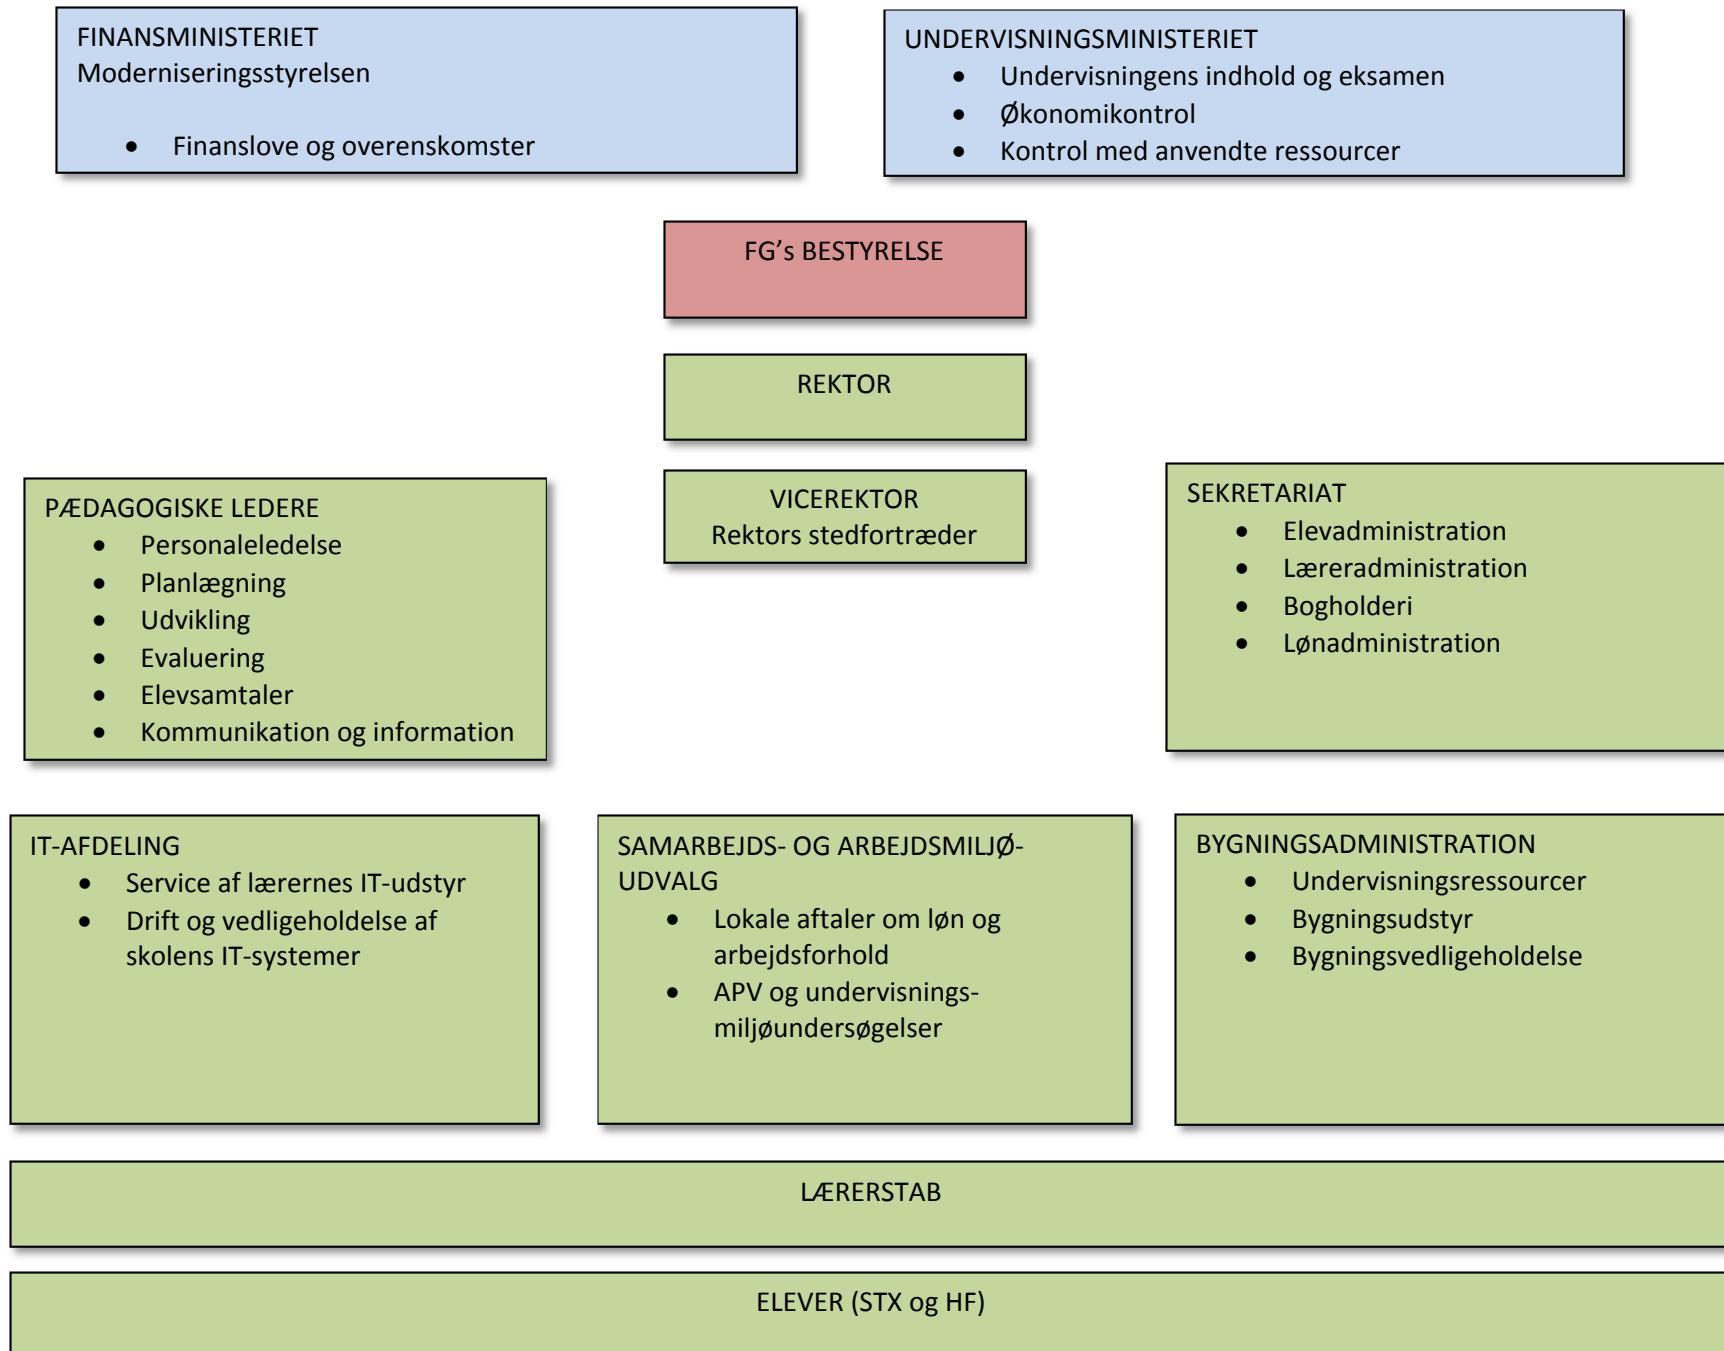 FINANSMINISTERIET
Moderniseringsstyrelsen
• Finanslove og overenskomster
UNDERVISNINGSMINISTERIET
• Undervisningens indhold og eksamen
• Økonomikontrol
• Kontrol med anvendte ressourcer
FG's BESTYRELSE
REKTOR
VICEREKTOR
Rektors stedfortræder
PÆDAGOGISKE LEDERE
• Personaleledelse
• Planlægning
• Udvikling
• Evaluering
• Elevsamtaler
• Kommunikation og information
SEKRETARIAT
• Elevadministration
• Læreradministration
• Bogholderi
• Lønadministration
IT-AFDELING
• Service af lærernes IT-udstyr
• Drift og vedligeholdelse af
skolens IT-systemer
SAMARBEJDS- OG ARBEJDSMILJØ-
UDVALG
• Lokale aftaler om løn og
arbejdsforhold
• APV og undervisnings-
miljøundersøgelser
BYGNINGSADMINISTRATION
• Undervisningsressourcer
• Bygningsudstyr
• Bygningsvedligeholdelse
LÆRERSTAB
ELEVER (STX og HF)